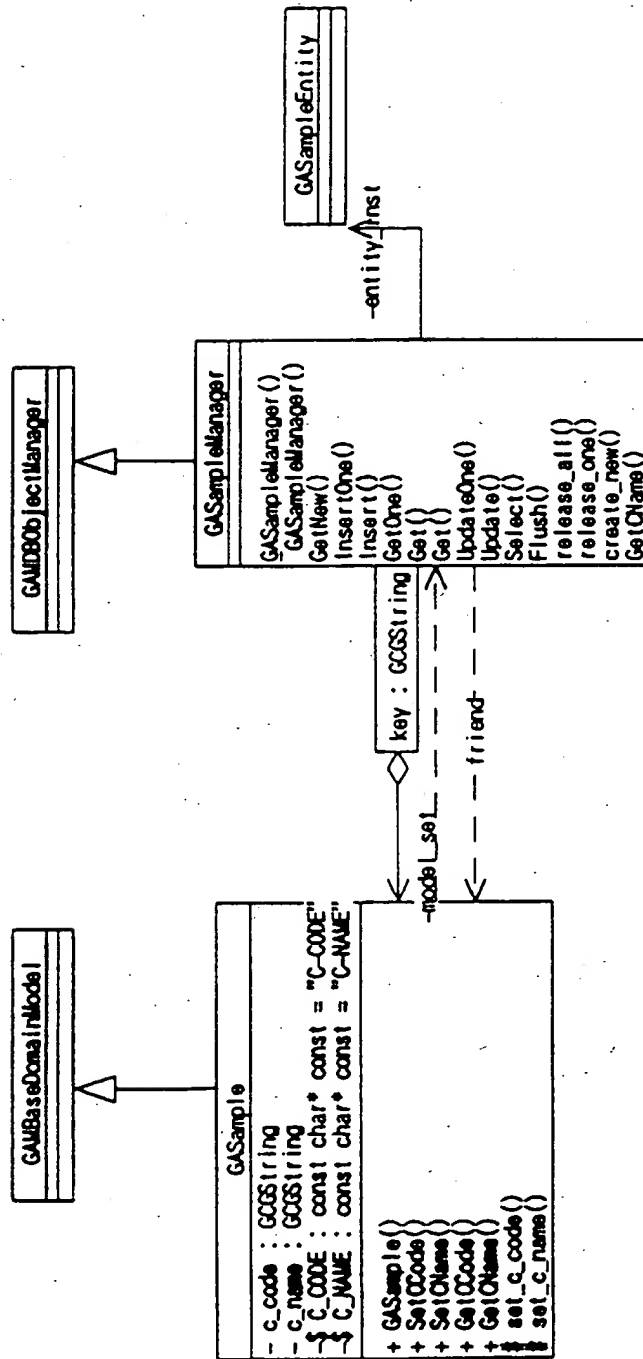 GAMBaseDomainModel
GASample
- c_code : GCGString
- c_name : GCGString
-$ C_CODE : const char* const = "C-CODE"
-$ C_NAME : const char* const = "C-NAME"
+ GASample()
+ SetCCode()
+ SetCName()
+ GetCCode()
+ GetCName()
# set_c_code()
# set_c_name()
-model_set
friend
key : GCGString
GAMDBObjectManager
GASampleManager
GASampleManager()
GASampleManager()
GetNew()
InsertOne()
Insert()
GetOne()
Get()
Get()
UpdateOne()
Update()
Select()
Flush()
release_all()
release_one()
create_new()
GetCName()
-entity_inst
GASampleEntity